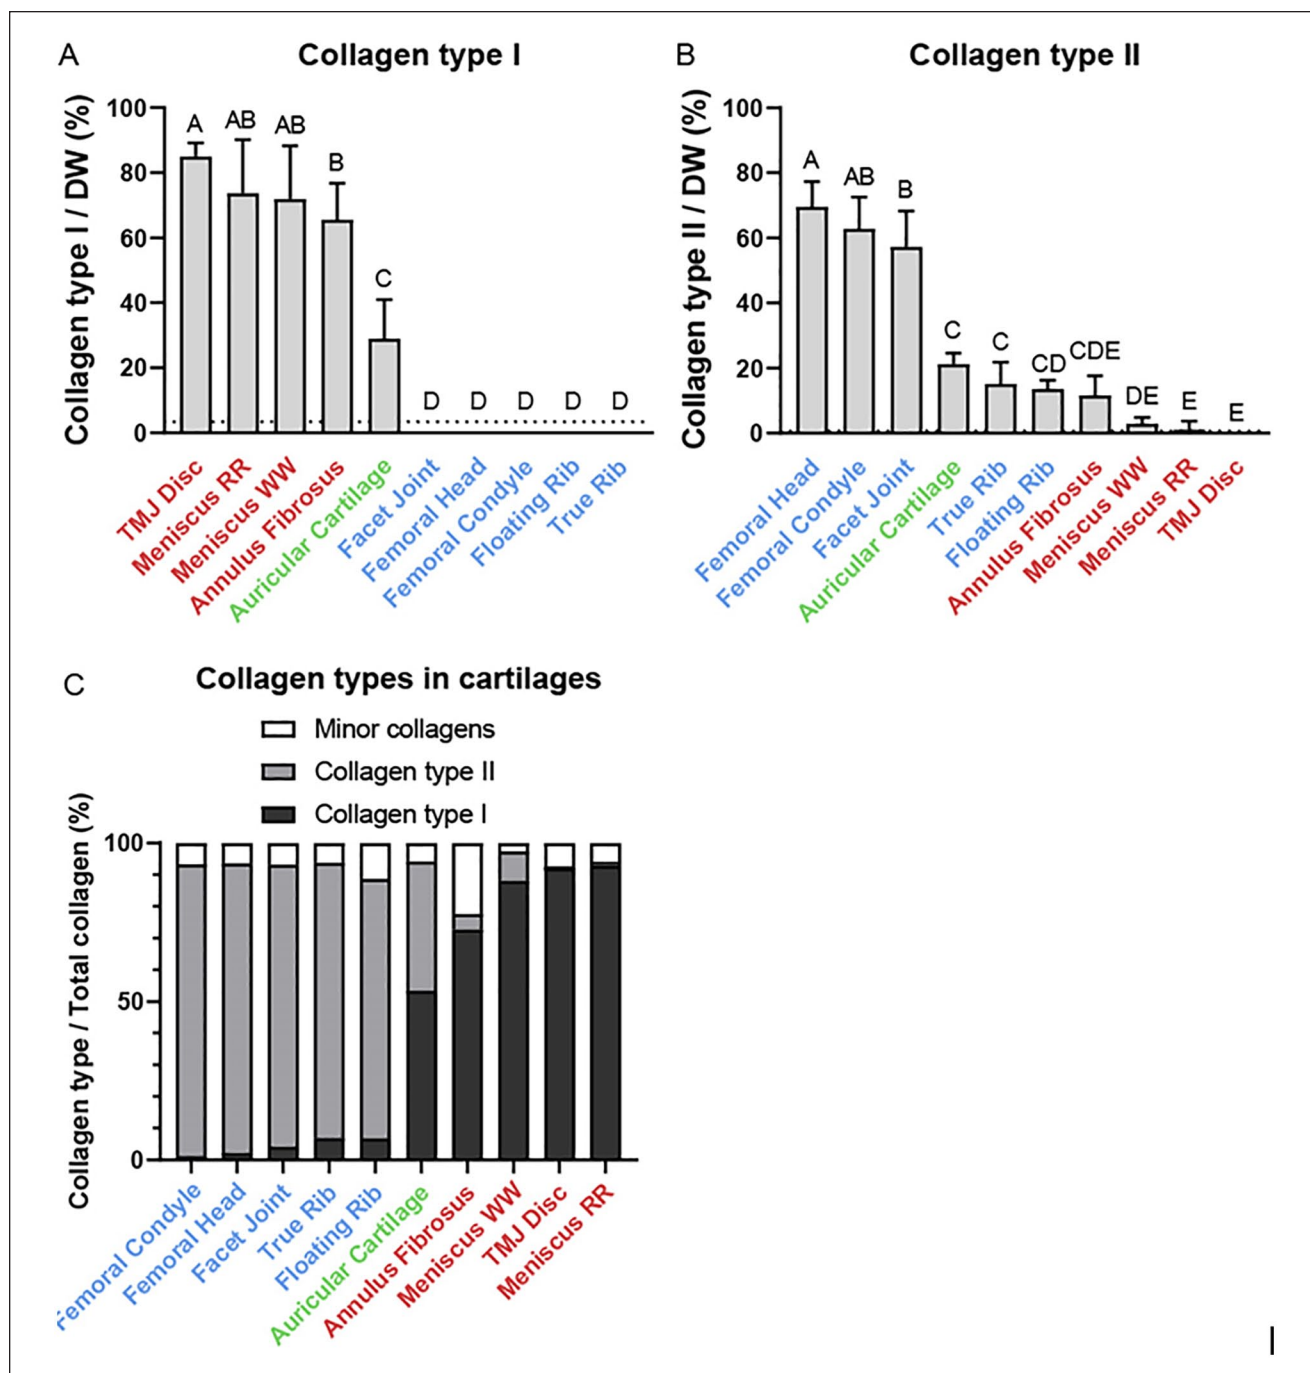 A
Collagen type I
Collagen type I / DW (%)
100
80
60
40
20
0
A
AB
AB
B
C
D
D
D
D
D
TMJ Disc
Meniscus RR
Meniscus WW
Annulus Fibrosus
Auricular Cartilage
Facet Joint
Femoral Head
Femoral Condyle
Floating Rib
True Rib
B
Collagen type II
Collagen type II / DW (%)
100
80
60
40
20
0
A
AB
B
C
C
CD
CDE
DE
E
E
Femoral Head
Femoral Condyle
Facet Joint
Auricular Cartilage
True Rib
Floating Rib
Annulus Fibrosus
Meniscus WW
Meniscus RR
TMJ Disc
C
Collagen types in cartilages
Minor collagens
Collagen type II
Collagen type I
Collagen type / Total collagen (%)
100
50
0
Femoral Condyle
Femoral Head
Facet Joint
True Rib
Floating Rib
Auricular Cartilage
Annulus Fibrosus
Meniscus WW
TMJ Disc
Meniscus RR